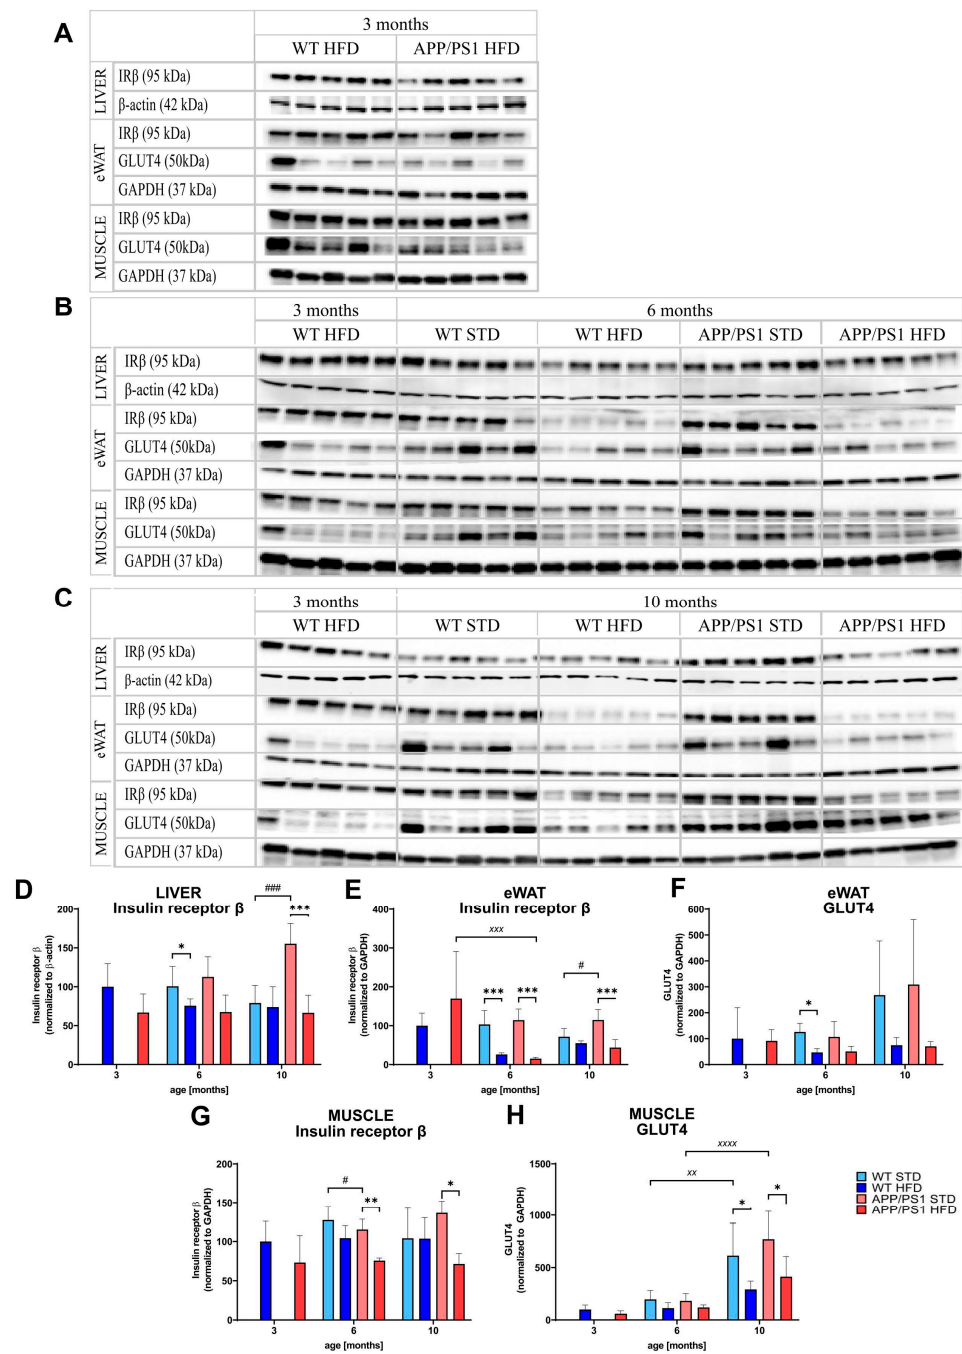 A
3 months
WT HFD
APP/PS1 HFD
LIVER
IRβ (95 kDa)
β-actin (42 kDa)
eWAT
IRβ (95 kDa)
GLUT4 (50kDa)
GAPDH (37 kDa)
MUSCLE
IRβ (95 kDa)
GLUT4 (50kDa)
GAPDH (37 kDa)
B
3 months
6 months
WT HFD
WT STD
WT HFD
APP/PS1 STD
APP/PS1 HFD
LIVER
IRβ (95 kDa)
β-actin (42 kDa)
eWAT
IRβ (95 kDa)
GLUT4 (50kDa)
GAPDH (37 kDa)
MUSCLE
IRβ (95 kDa)
GLUT4 (50kDa)
GAPDH (37 kDa)
C
3 months
10 months
WT HFD
WT STD
WT HFD
APP/PS1 STD
APP/PS1 HFD
LIVER
IRβ (95 kDa)
β-actin (42 kDa)
eWAT
IRβ (95 kDa)
GLUT4 (50kDa)
GAPDH (37 kDa)
MUSCLE
IRβ (95 kDa)
GLUT4 (50kDa)
GAPDH (37 kDa)
D
LIVER
Insulin receptor β
Insulin receptor β
(normalized to β-actin)
200
150
100
50
0
*
###
***
3
6
10
age [months]
E
eWAT
Insulin receptor β
Insulin receptor β
(normalized to GAPDH)
400
300
200
100
0
xxx
***
***
#
***
3
6
10
age [months]
F
eWAT
GLUT4
GLUT4
(normalized to GAPDH)
600
500
400
300
200
100
0
*
3
6
10
age [months]
G
MUSCLE
Insulin receptor β
Insulin receptor β
(normalized to GAPDH)
200
150
100
50
0
#
**
*
3
6
10
age [months]
H
MUSCLE
GLUT4
GLUT4
(normalized to GAPDH)
1500
1000
500
0
xxxx
xx
*
*
3
6
10
age [months]
WT STD
WT HFD
APP/PS1 STD
APP/PS1 HFD